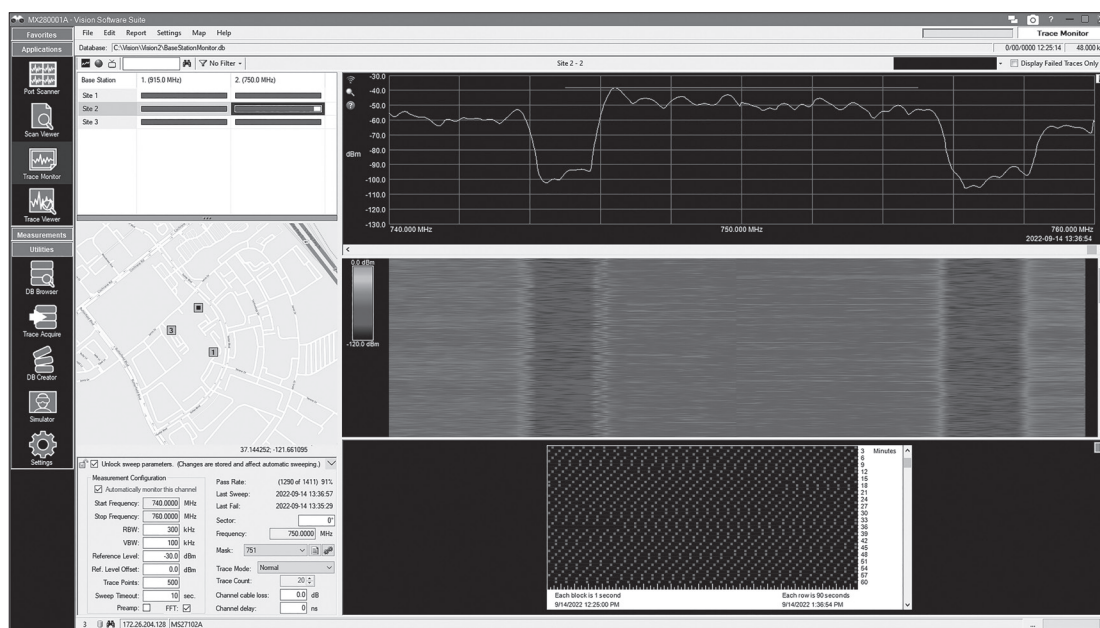 MX280001A - Vision Software Suite
Favorites
Applications
Port Scanner
Scan Viewer
Trace Monitor
Trace Viewer
Measurements
Utilities
DB Browser
Trace Acquire
DB Creator
Simulator
Settings
File Edit Report Settings Map Help
Trace Monitor
Database: C:\Vision\Vision2\BaseStationMonitor.db
0/00/0000 12:25:14
48.000
No Filter
Site 2 - 2
Display Failed Traces Only
Base Station 1. (915.0 MHz) 2. (750.0 MHz)
Site 1
Site 2
Site 3
3
1
37.144252; -121.661095
-30.0
-40.0
-50.0
-60.0
-70.0
-80.0
dBm
-90.0
-100.0
-110.0
-120.0
-130.0
740.000 MHz 750.000 MHz 760.000 MHz
2022-09-14 13:36:54
0.0 dBm
-120.0 dBm
Unlock sweep parameters. (Changes are stored and affect automatic sweeping.)
Measurement Configuration
Automatically monitor this channel
Start Frequency: 740.0000 MHz
Stop Frequency: 760.0000 MHz
RBW: 300 kHz
VBW: 100 kHz
Reference Level: -30.0 dBm
Ref. Level Offset: 0.0 dBm
Trace Points: 500
Sweep Timeout: 10 sec.
Preamp: FFT:
Pass Rate: (1290 of 1411) 91%
Last Sweep: 2022-09-14 13:36:57
Last Fail: 2022-09-14 13:35:29
Sector: 0°
Frequency: 750.0000 MHz
Mask: 751
Trace Mode: Normal
Trace Count: 20
Channel cable loss: 0.0 dB
Channel delay: 0 ns
3 Minutes
6
9
12
15
18
21
24
27
30
33
36
39
42
45
48
51
54
57
60
Each block is 1 second Each row is 90 seconds
9/14/2022 12:25:00 PM 9/14/2022 1:36:54 PM
3 172.26.204.128 MS27102A